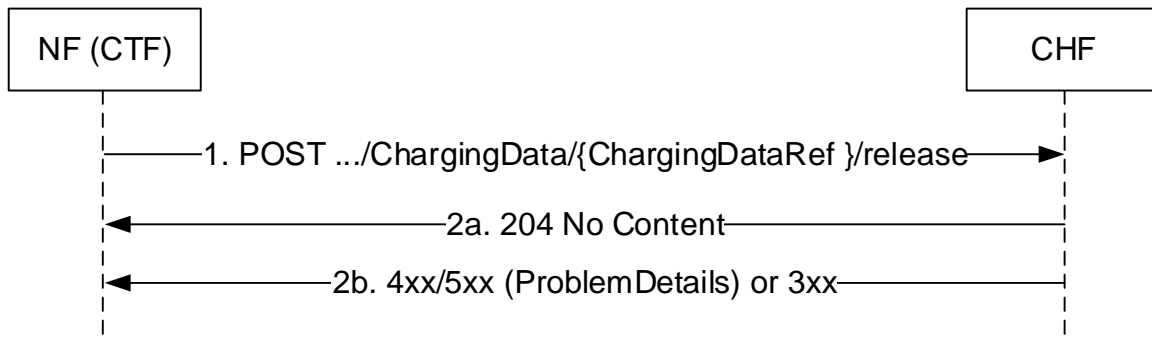 NF (CTF)
CHF
1. POST .../ChargingData/{ChargingDataRef }/release
2a. 204 No Content
2b. 4xx/5xx (ProblemDetails) or 3xx